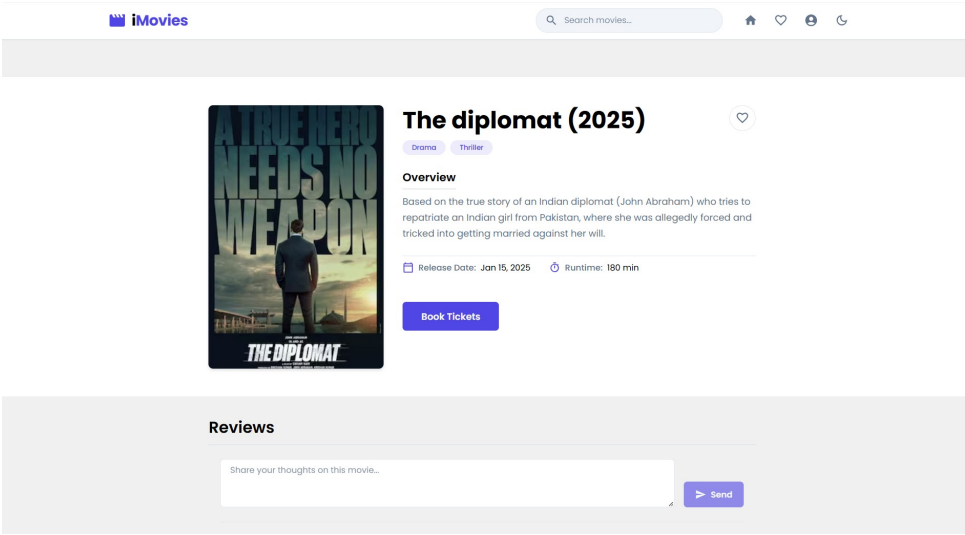 iMovies
Search movies...
A TRUE HERO
NEEDS NO
WEAPON
THE DIPLOMAT
The diplomat (2025)
Drama Thriller
Overview
Based on the true story of an Indian diplomat (John Abraham) who tries to
repatriate an Indian girl from Pakistan, where she was allegedly forced and
tricked into getting married against her will.
Release Date: Jan 15, 2025 Runtime: 180 min
Book Tickets
Reviews
Share your thoughts on this movie...
Send